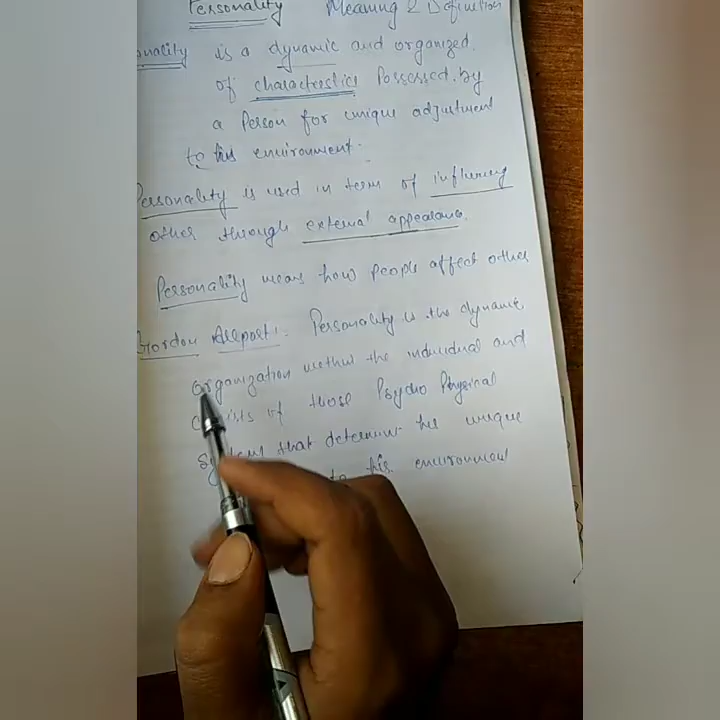 Personality Meaning & Definition
onality is a dynamic and organized
of characteristics Possessed by
a Person for unique adjustment
to his environment.
Personality is used in term of
other through external appearance.
Personality means how people affect other
Gordon Allport: Personality is the dynamic
organization within the individual and
of those Psycho Physical
that determine his unique
to his environment